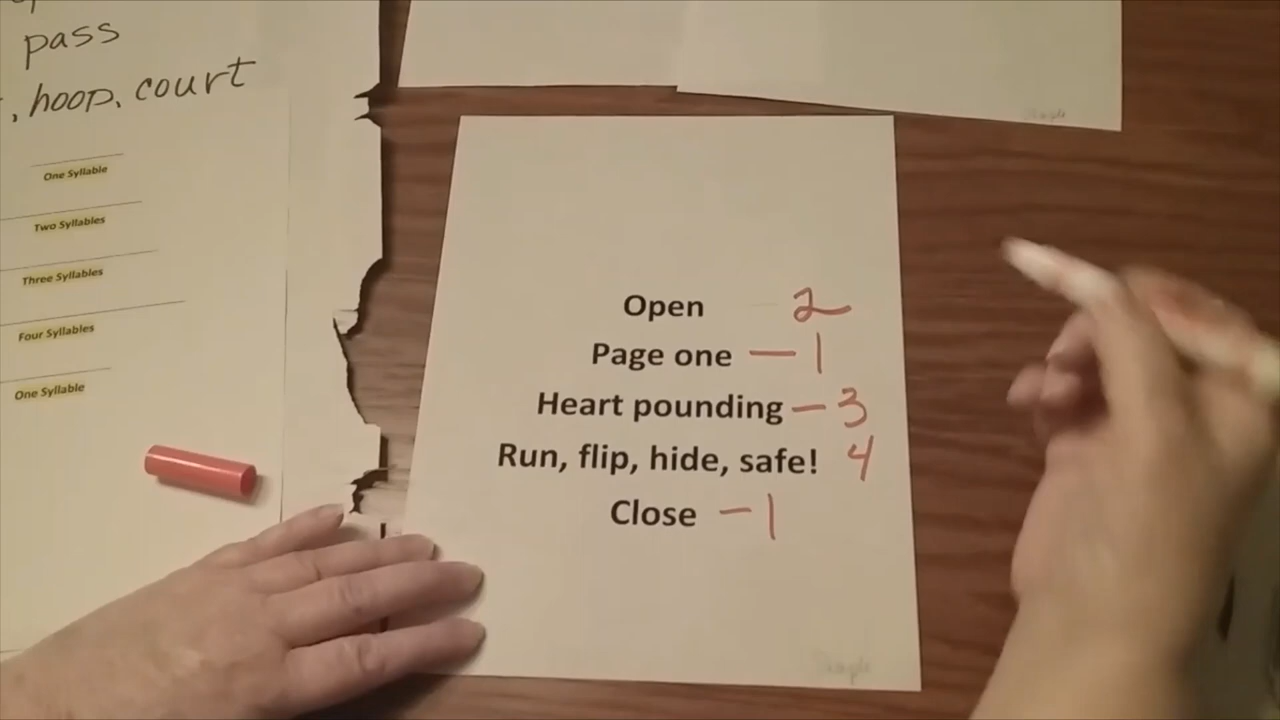 pass
, hoop, court
One Syllable
Two Syllables
Three Syllables
Four Syllables
One Syllable
Open 2
Page one — 1
Heart pounding — 3
Run, flip, hide, safe! 4
Close — 1